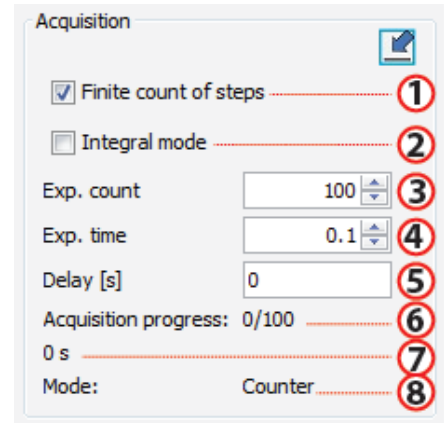 Acquisition
Finite count of steps 1
Integral mode 2
Exp. count 100 3
Exp. time 0.1 4
Delay [s] 0 5
Acquisition progress: 0/100 6
0 s 7
Mode: Counter 8